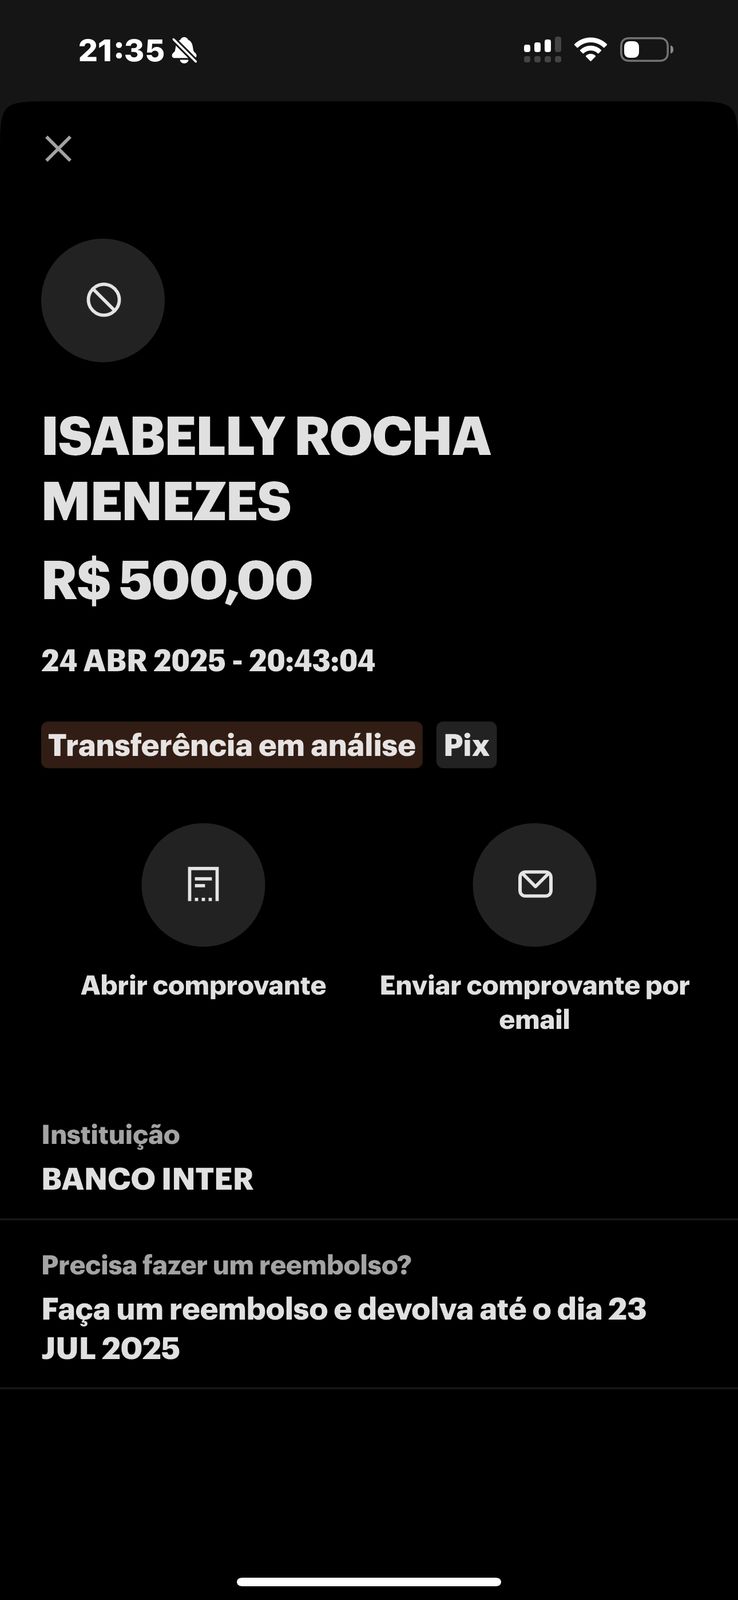 21:35
ISABELLY ROCHA
MENEZES
R$ 500,00
24 ABR 2025 - 20:43:04
Transferência em análise Pix
Abrir comprovante
Enviar comprovante por
email
Instituição
BANCO INTER
Precisa fazer um reembolso?
Faça um reembolso e devolva até o dia 23
JUL 2025